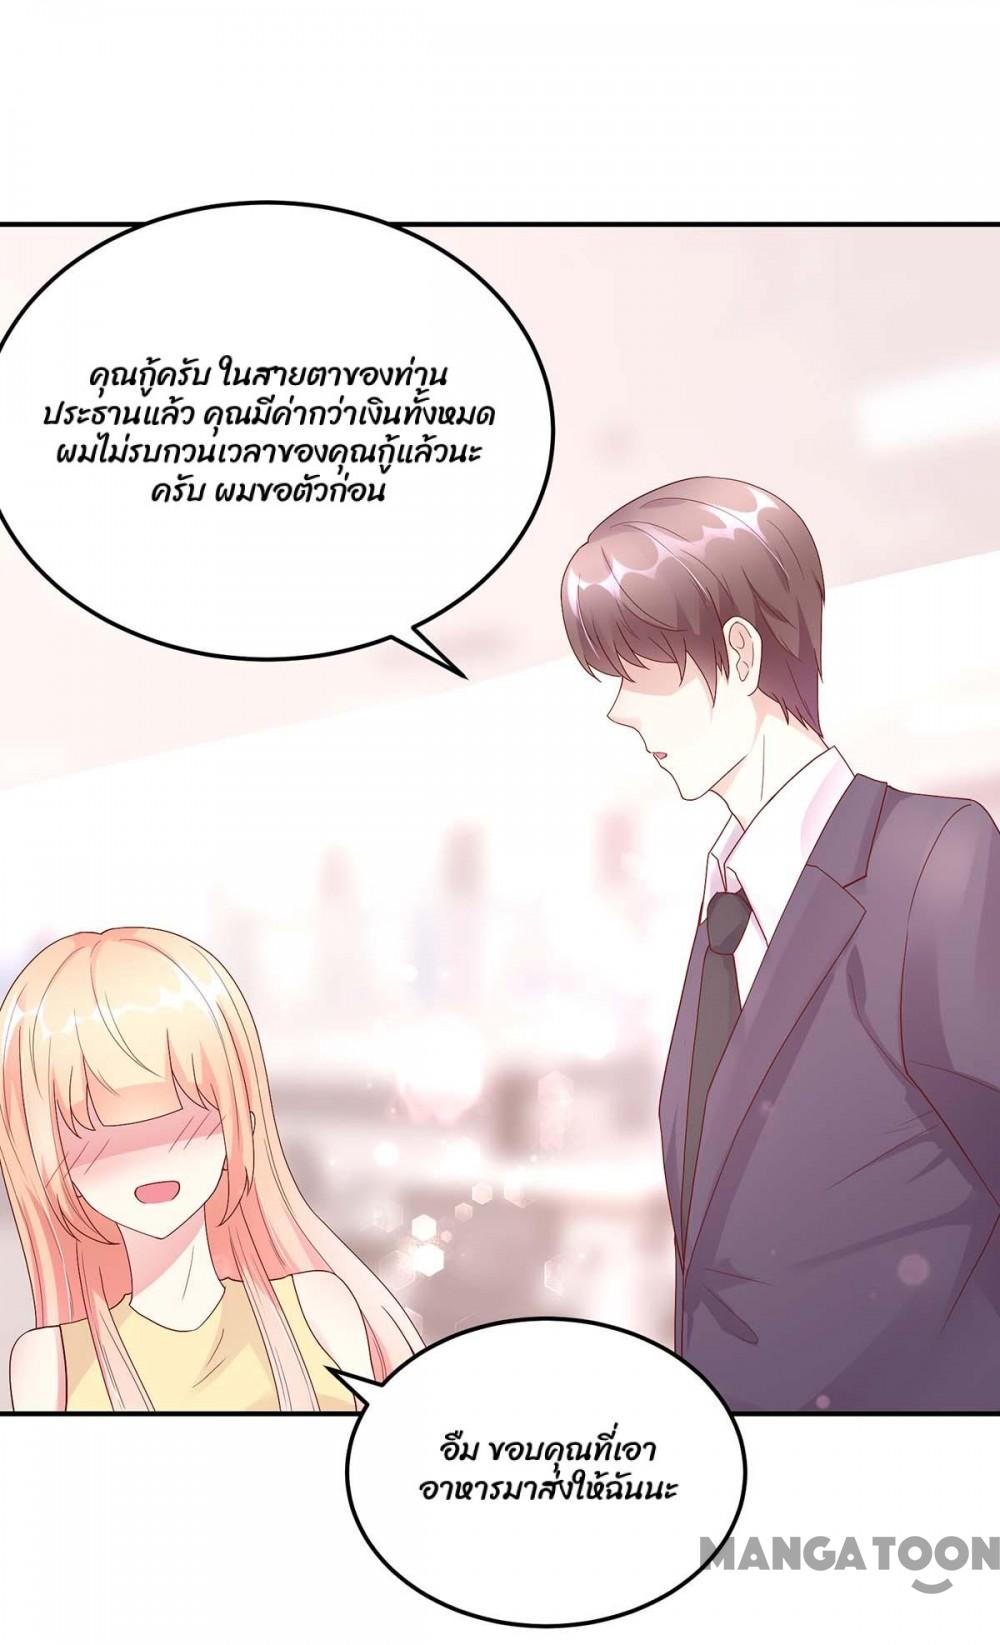 คุณกู้ครับ ในสายตาของท่าน
ประธานแล้ว คุณมีค่ากว่าเงินทั้งหมด
ผมไม่รบกวนเวลาของคุณกู้แล้วนะ
ครับ ผมขอตัวก่อน
อืม ขอบคุณที่เอา
อาหารมาส่งให้ฉันนะ
MANGA TOON